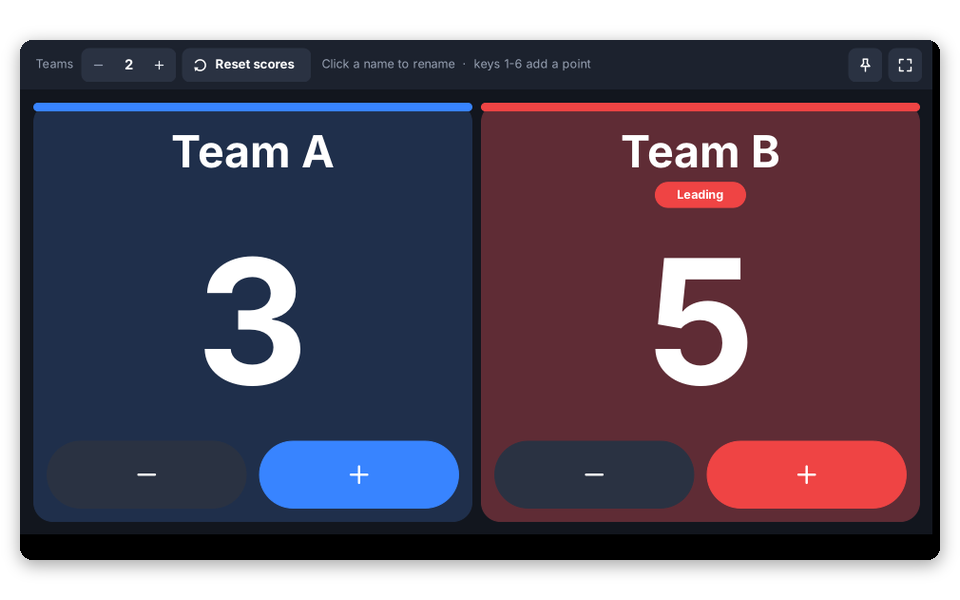 Teams − 2 + Reset scores Click a name to rename · keys 1-6 add a point
Team A
3
− +
Team B
Leading
5
− +